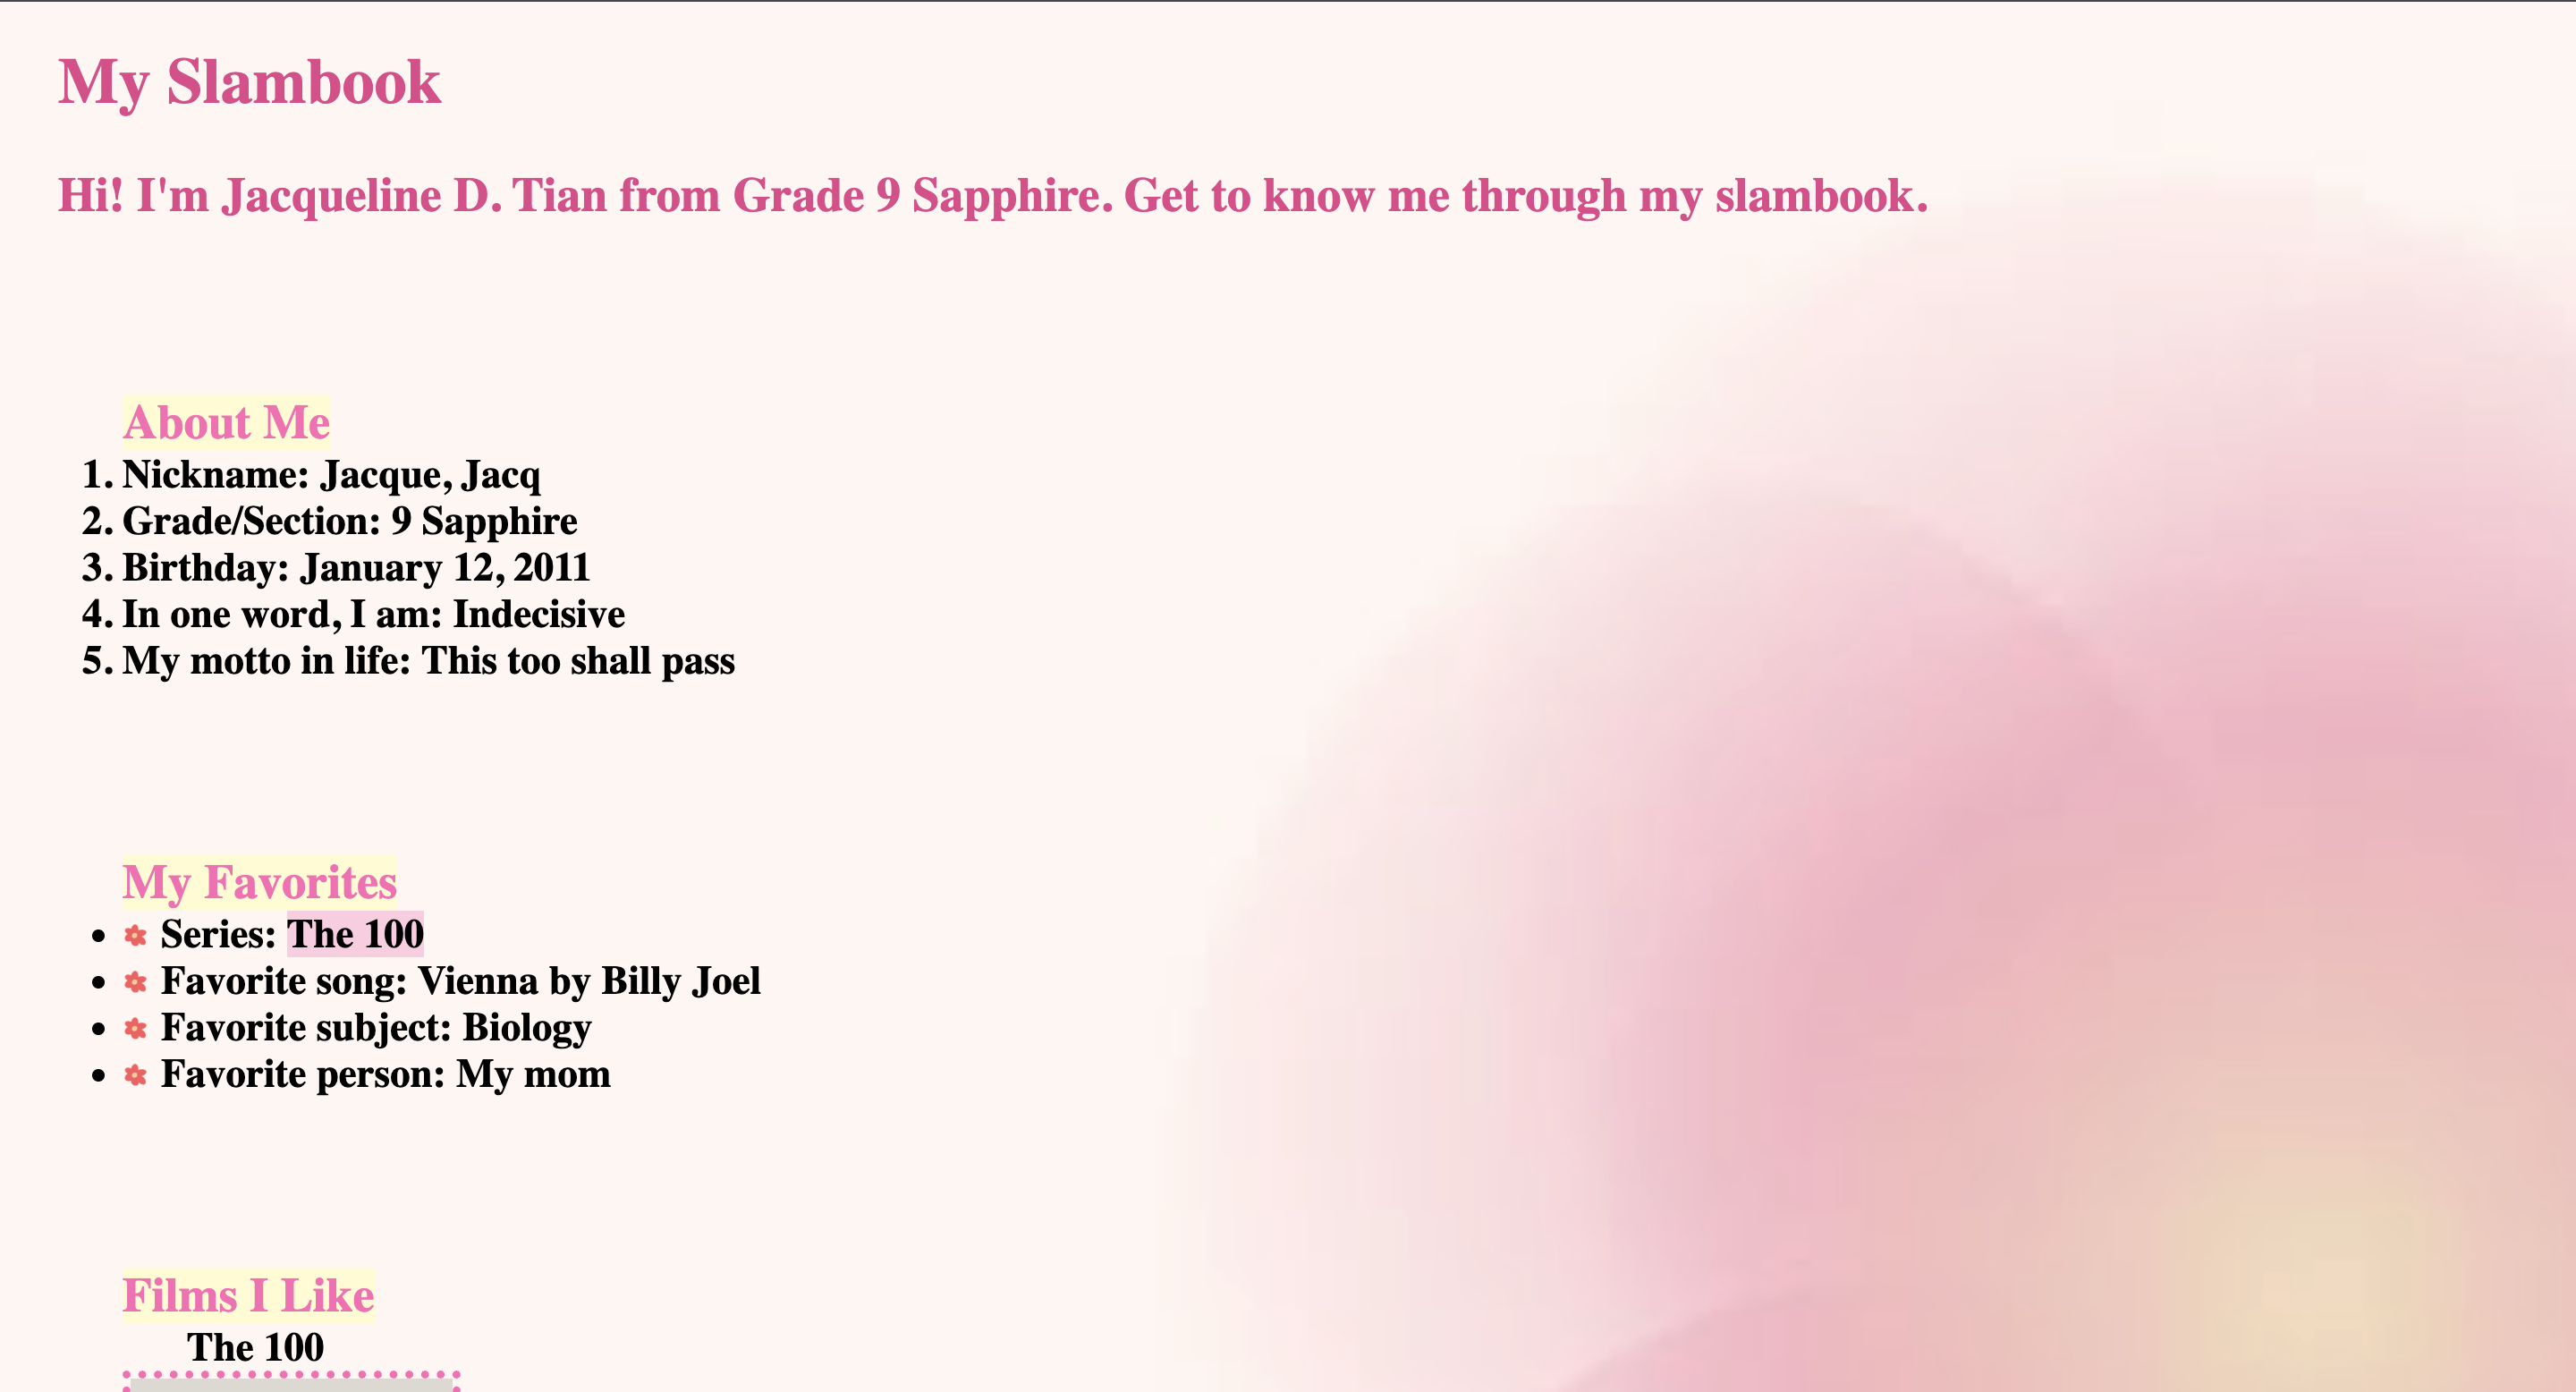 My Slambook
Hi! I'm Jacqueline D. Tian from Grade 9 Sapphire. Get to know me through my slambook.
About Me
1. Nickname: Jacque, Jacq
2. Grade/Section: 9 Sapphire
3. Birthday: January 12, 2011
4. In one word, I am: Indecisive
5. My motto in life: This too shall pass
My Favorites
• Series: The 100
• Favorite song: Vienna by Billy Joel
• Favorite subject: Biology
• Favorite person: My mom
Films I Like
The 100